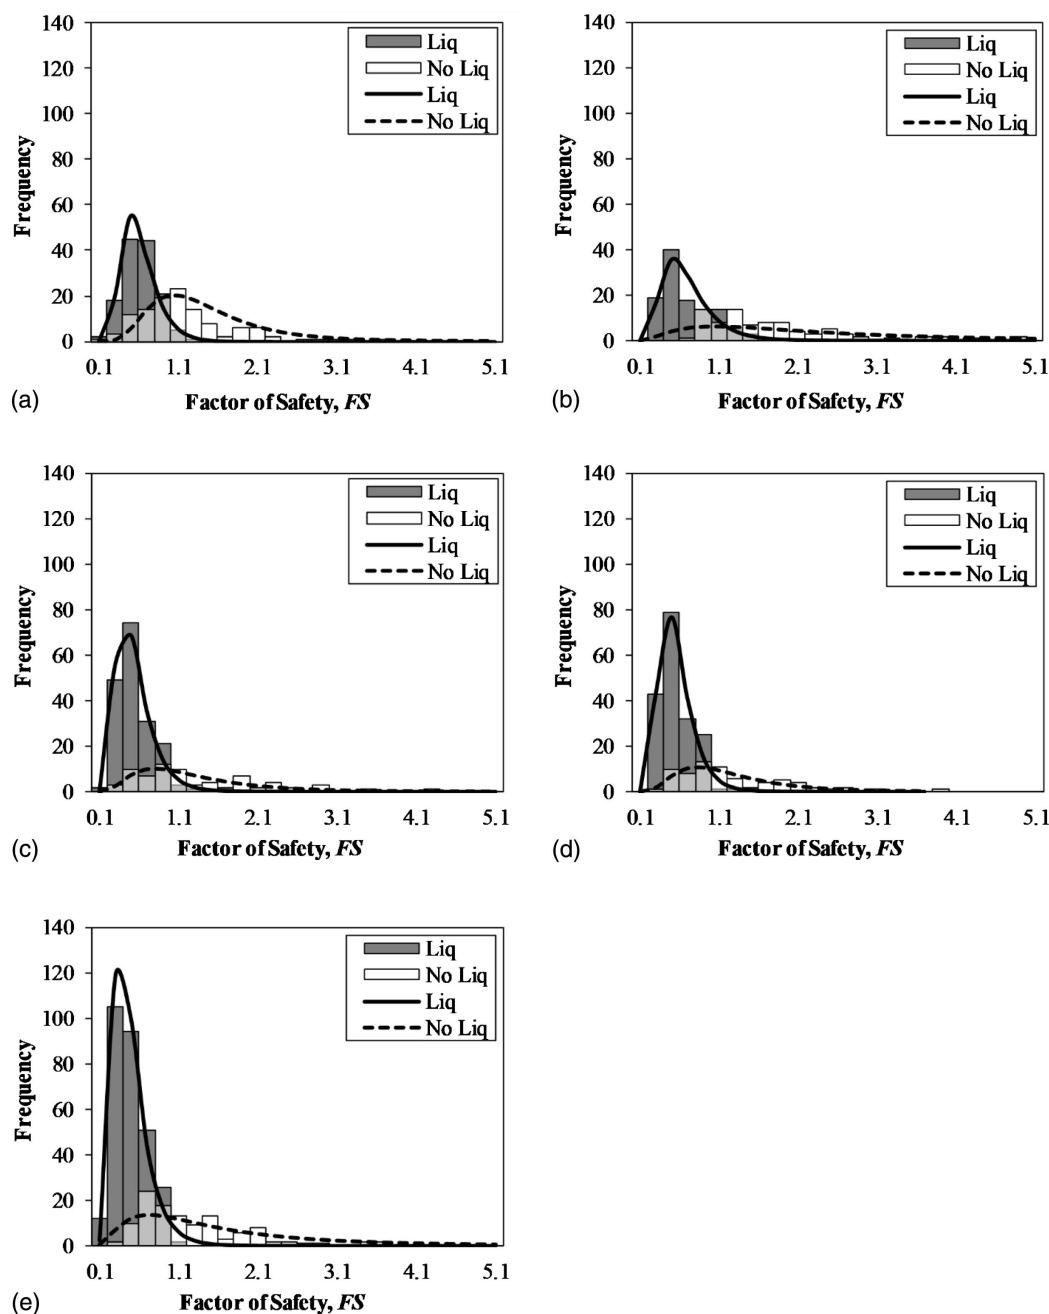 140
120
100
80
60
40
20
0
Frequency
Liq
No Liq
Liq
No Liq
0.1 1.1 2.1 3.1 4.1 5.1
(a)
Factor of Safety, FS
140
120
100
80
60
40
20
0
Frequency
Liq
No Liq
Liq
No Liq
0.1 1.1 2.1 3.1 4.1 5.1
(b)
Factor of Safety, FS
140
120
100
80
60
40
20
0
Frequency
Liq
No Liq
Liq
No Liq
0.1 1.1 2.1 3.1 4.1 5.1
(c)
Factor of Safety, FS
140
120
100
80
60
40
20
0
Frequency
Liq
No Liq
Liq
No Liq
0.1 1.1 2.1 3.1 4.1 5.1
(d)
Factor of Safety, FS
140
120
100
80
60
40
20
0
Frequency
Liq
No Liq
Liq
No Liq
0.1 1.1 2.1 3.1 4.1 5.1
(e)
Factor of Safety, FS